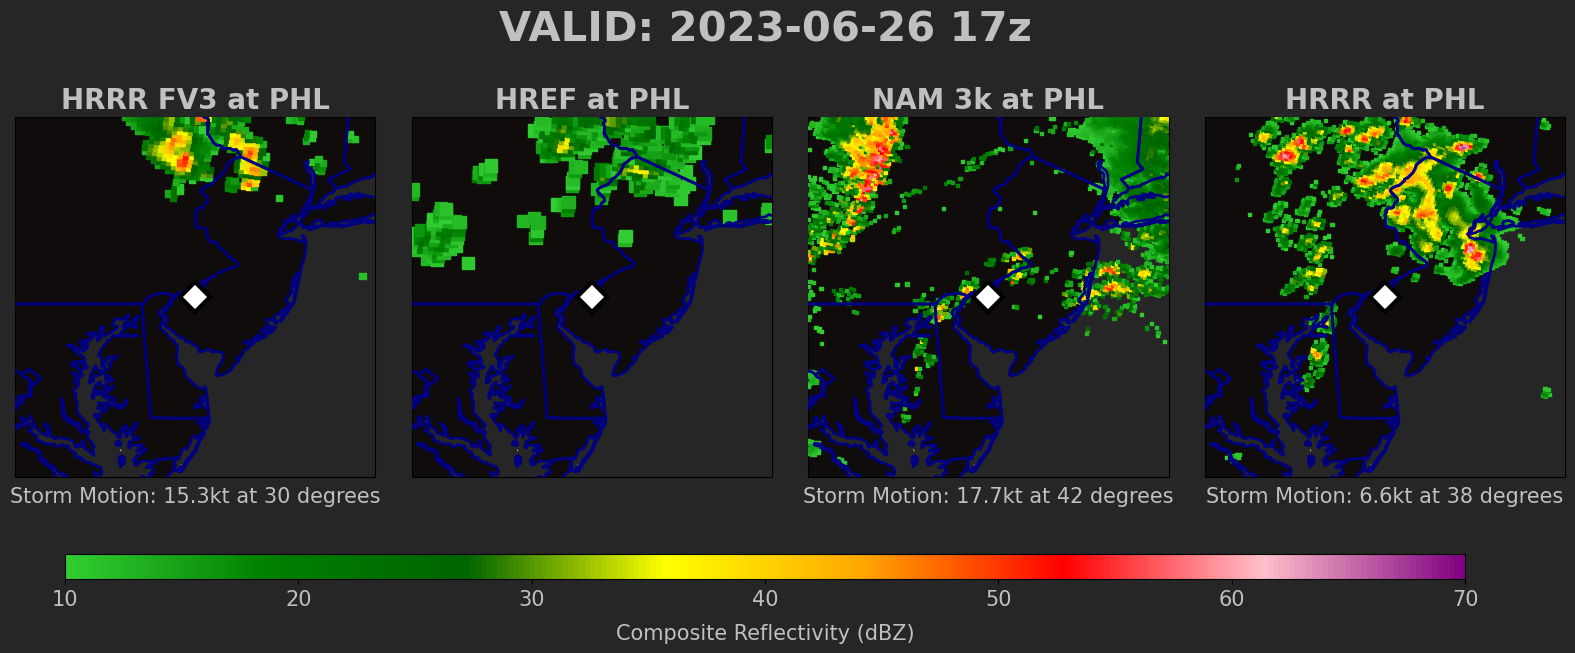 VALID: 2023-06-26 17z
HRRR FV3 at PHL
HREF at PHL
NAM 3k at PHL
HRRR at PHL
Storm Motion: 15.3kt at 30 degrees
Storm Motion: 17.7kt at 42 degrees
Storm Motion: 6.6kt at 38 degrees
10 20 30 40 50 60 70
Composite Reflectivity (dBZ)